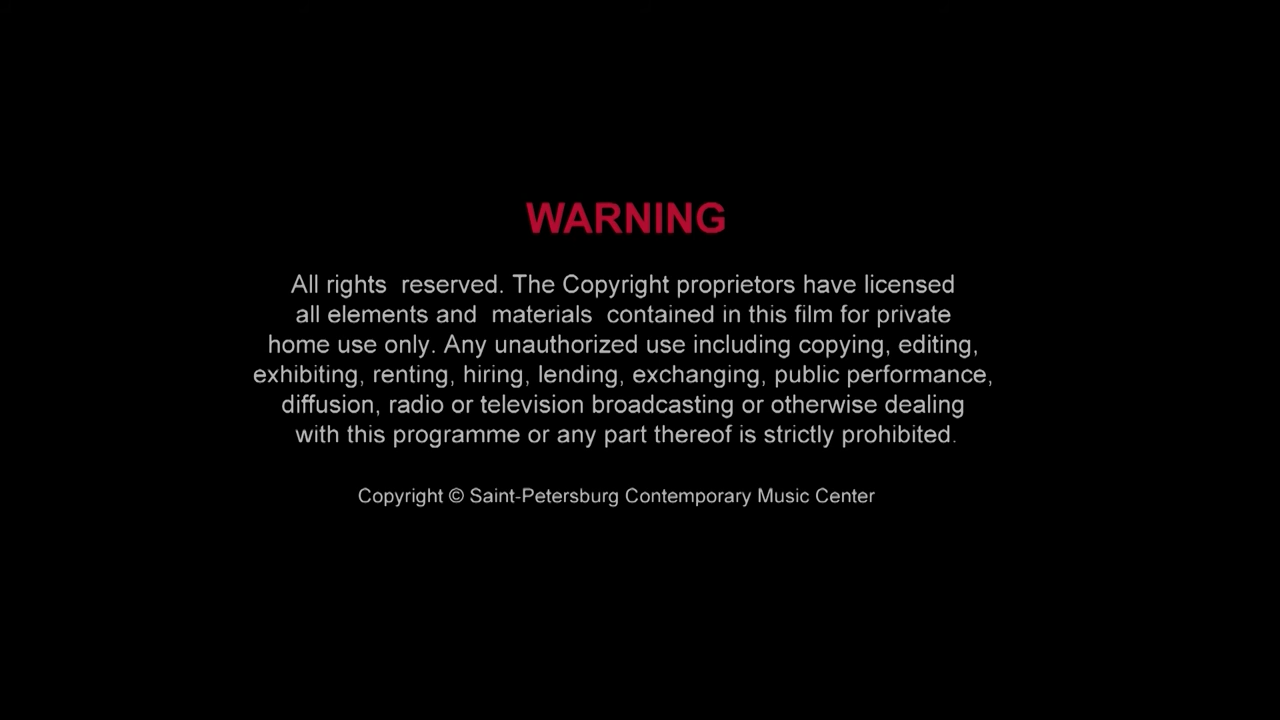 WARNING
All rights  reserved. The Copyright proprietors have licensed
all elements and  materials  contained in this film for private
home use only. Any unauthorized use including copying, editing,
exhibiting, renting, hiring, lending, exchanging, public performance,
diffusion, radio or television broadcasting or otherwise dealing
with this programme or any part thereof is strictly prohibited.
Copyright © Saint-Petersburg Contemporary Music Center